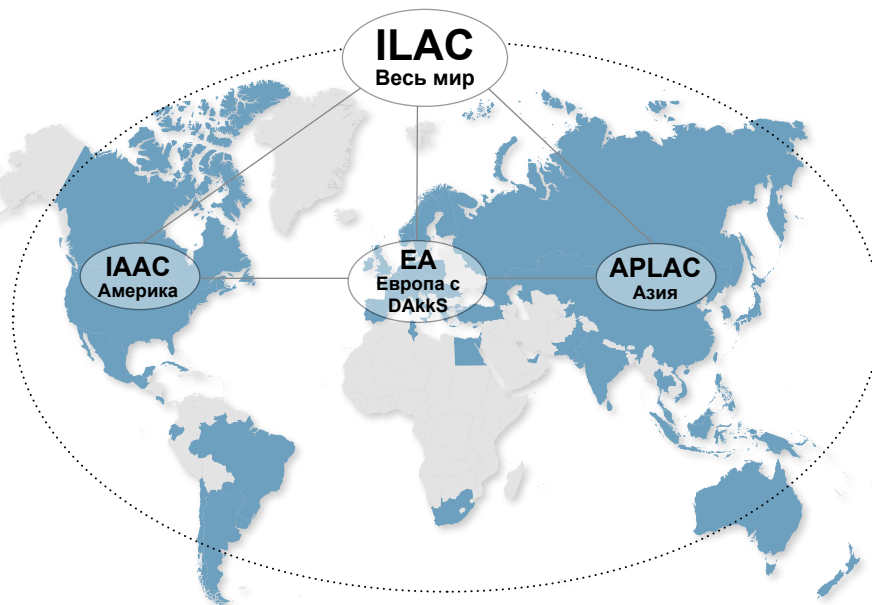 ILAC
Весь мир
IAAC
Америка
EA
Европа с
DAkkS
APLAC
Азия